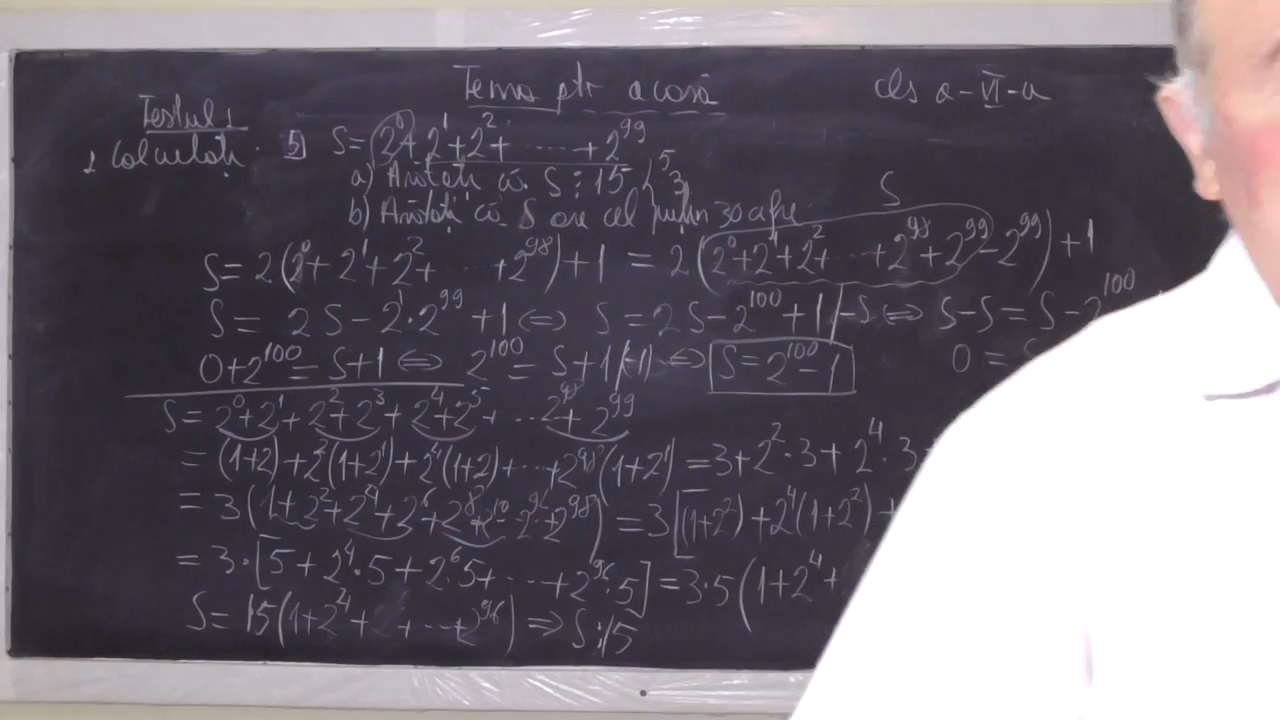 Tema ptr acasă
cls a-VI-a
Testul 1
1 Calculați.
5) S=2⁰+2¹+2²+ ..... +2⁹⁹
a) Arătați că. S⋮15 } 5 3
b) Arătați că S are cel puțin 30 cifre.
S
S=2(2⁰+2¹+2²+ ... +2⁹⁸)+1 = 2(2⁰+2¹+2²+ ... +2⁹⁸+2⁹⁹-2⁹⁹)+1
S= 2S-2¹·2⁹⁹+1 ⇔ S=2S-2¹⁰⁰+1/-S ⇔ S-S=S-2¹⁰⁰
0+2¹⁰⁰=S+1 ⇔ 2¹⁰⁰=S+1/(-1) ⇔ S=2¹⁰⁰-1 0=S
S=2⁰+2¹+2²+2³+2⁴+2⁵+ ...2⁹⁸+2⁹⁹
=(1+2)+2²(1+2¹)+2⁴(1+2)+...+2⁹⁸(1+2¹)=3+2²·3+2⁴·3
=3(1+2²+2⁴+2⁶+2⁸+2¹⁰...2⁹⁶+2⁹⁸)=3[(1+2²)+2⁴(1+2²)+
=3·[5+2⁴·5+2⁶·5+...+2⁹⁶·5]=3·5(1+2⁴+
S=15(1+2⁴+ +...2⁹⁶) ⇒ S⋮15